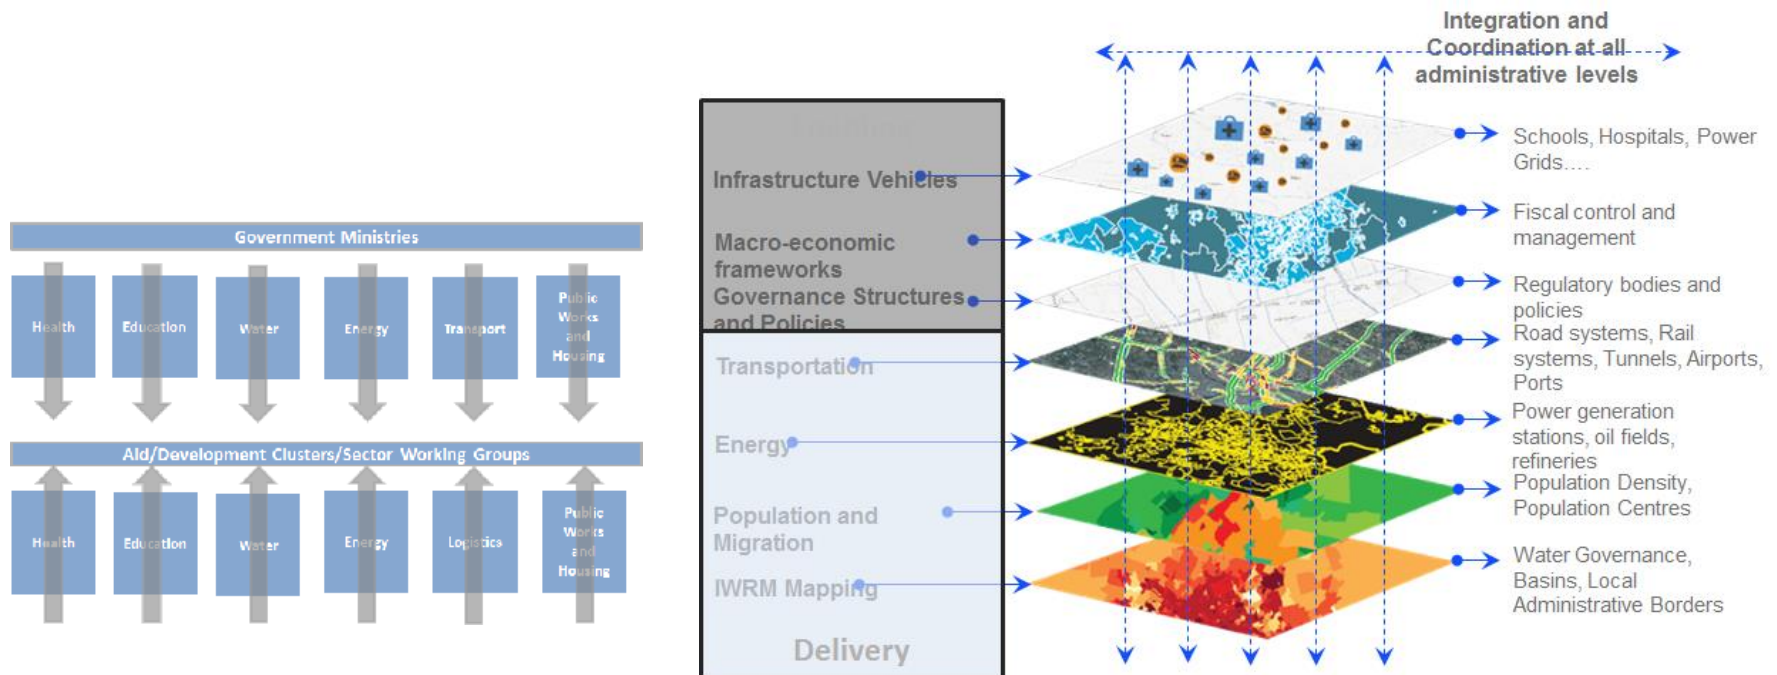 Government Ministries
Health
Education
Water
Energy
Transport
Public
Works
and
Housing
Aid/Development Clusters/Sector Working Groups
Health
Education
Water
Energy
Logistics
Public
Works
and
Housing
Infrastructure Vehicles
Macro-economic
frameworks
Governance Structures
and Policies
Transportation
Energy
Population and
Migration
IWRM Mapping
Delivery
Integration and
Coordination at all
administrative levels
Schools, Hospitals, Power
Grids....
Fiscal control and
management
Regulatory bodies and
policies
Road systems, Rail
systems, Tunnels, Airports,
Ports
Power generation
stations, oil fields,
refineries
Population Density,
Population Centres
Water Governance,
Basins, Local
Administrative Borders